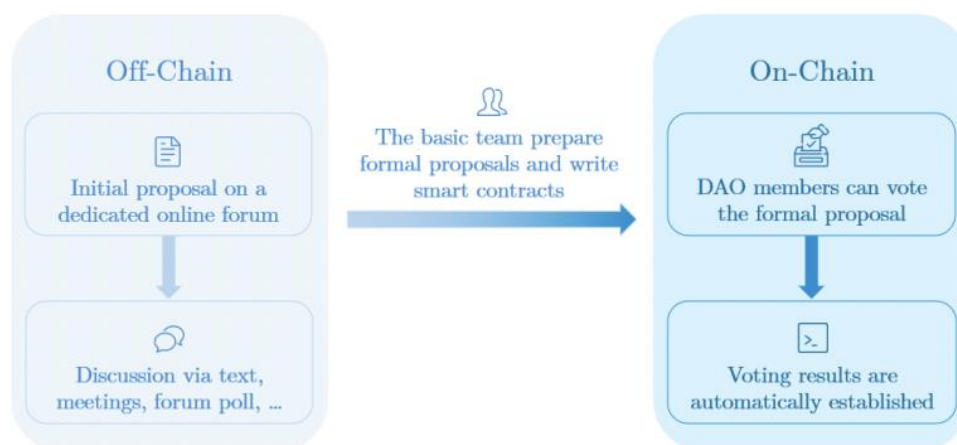 Off-Chain
Initial proposal on a
dedicated online forum
Discussion via text,
meetings, forum poll, ...
The basic team prepare
formal proposals and write
smart contracts
On-Chain
DAO members can vote
the formal proposal
Voting results are
automatically established